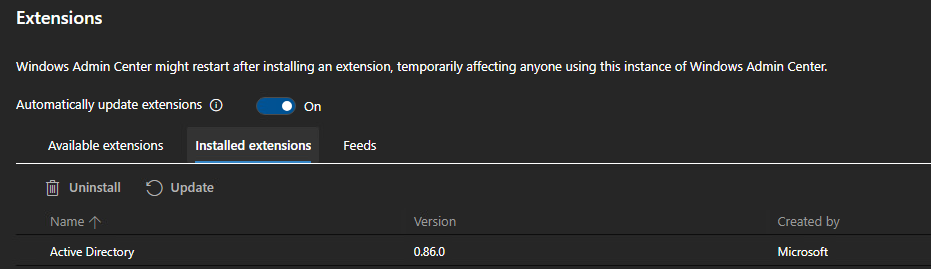 Extensions
Windows Admin Center might restart after installing an extension, temporarily affecting anyone using this instance of Windows Admin Center.
Automatically update extensions On
Available extensions Installed extensions Feeds
Uninstall Update
Name Version Created by
Active Directory 0.86.0 Microsoft